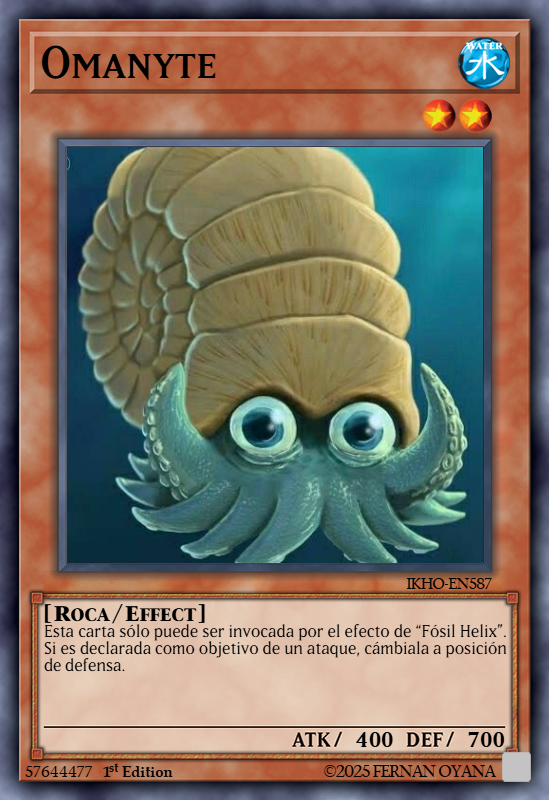 Omanyte
WATER
水
IKHO-EN587
[Roca/Effect]
Esta carta sólo puede ser invocada por el efecto de “Fósil Helix”.
Si es declarada como objetivo de un ataque, cámbiala a posición
de defensa.
ATK/ 400 DEF/ 700
57644477 1st Edition ©2025 FERNAN OYANA